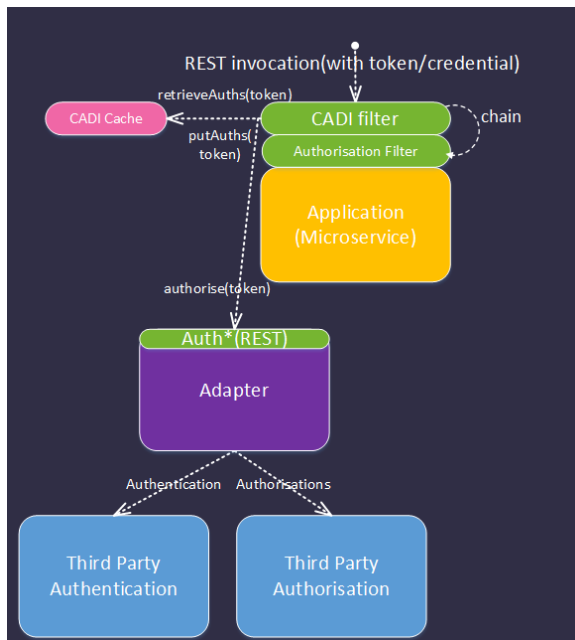 REST invocation(with token/credential)
retrieveAuths(token)
CADI Cache
CADI filter
chain
putAuths(
token)
Authorisation Filter
Application
(Microservice)
authorise(token)
Auth*(REST)
Adapter
Authentication
Authorisations
Third Party
Authentication
Third Party
Authorisation